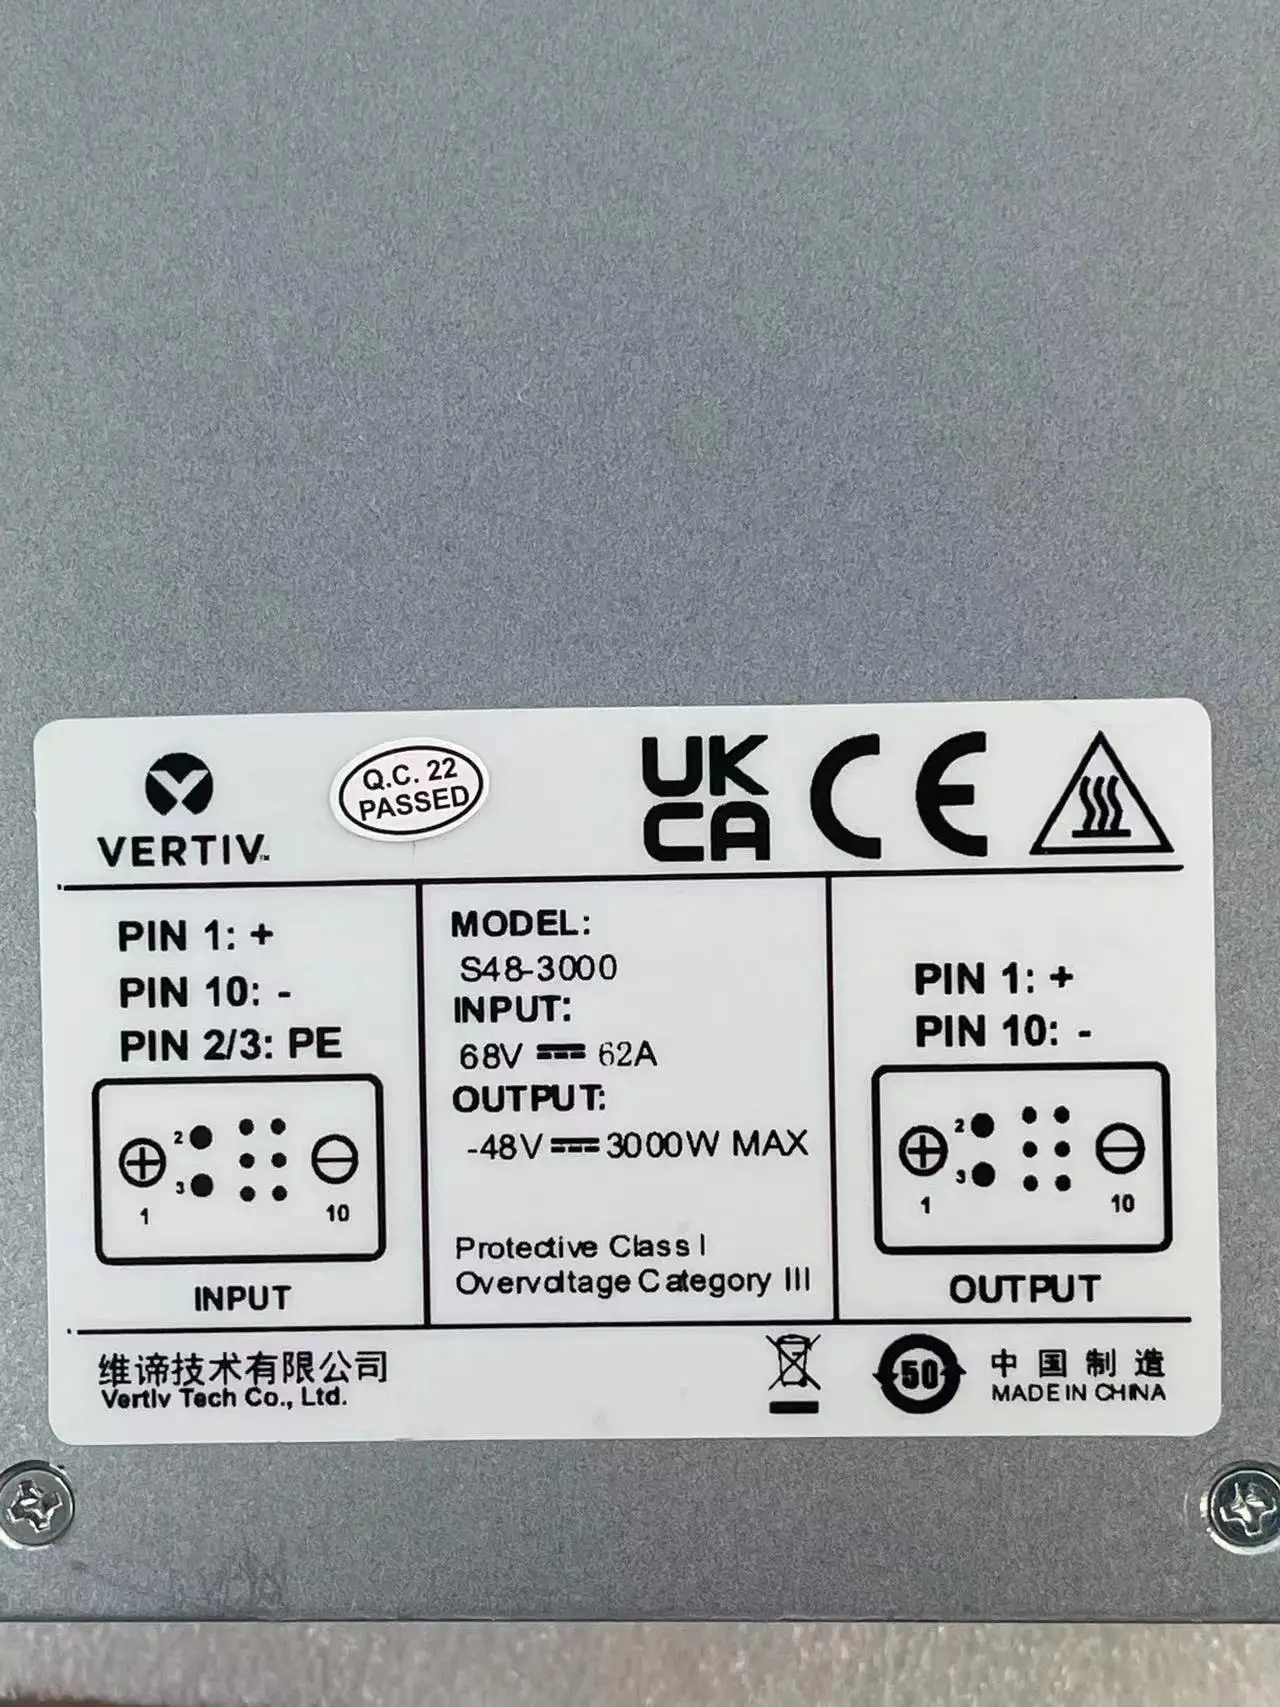 VERTIV™
Q.C. 22
PASSED
UK
CA
CE
PIN 1: +
PIN 10: -
PIN 2/3: PE
2
3
1
10
INPUT
MODEL:
S48-3000
INPUT:
68V ⎓ 62A
OUTPUT:
-48V ⎓ 3000W MAX
Protective Class I
Overvoltage Category III
PIN 1: +
PIN 10: -
2
3
1
10
OUTPUT
维谛技术有限公司
Vertiv Tech Co., Ltd.
50
中国制造
MADE IN CHINA